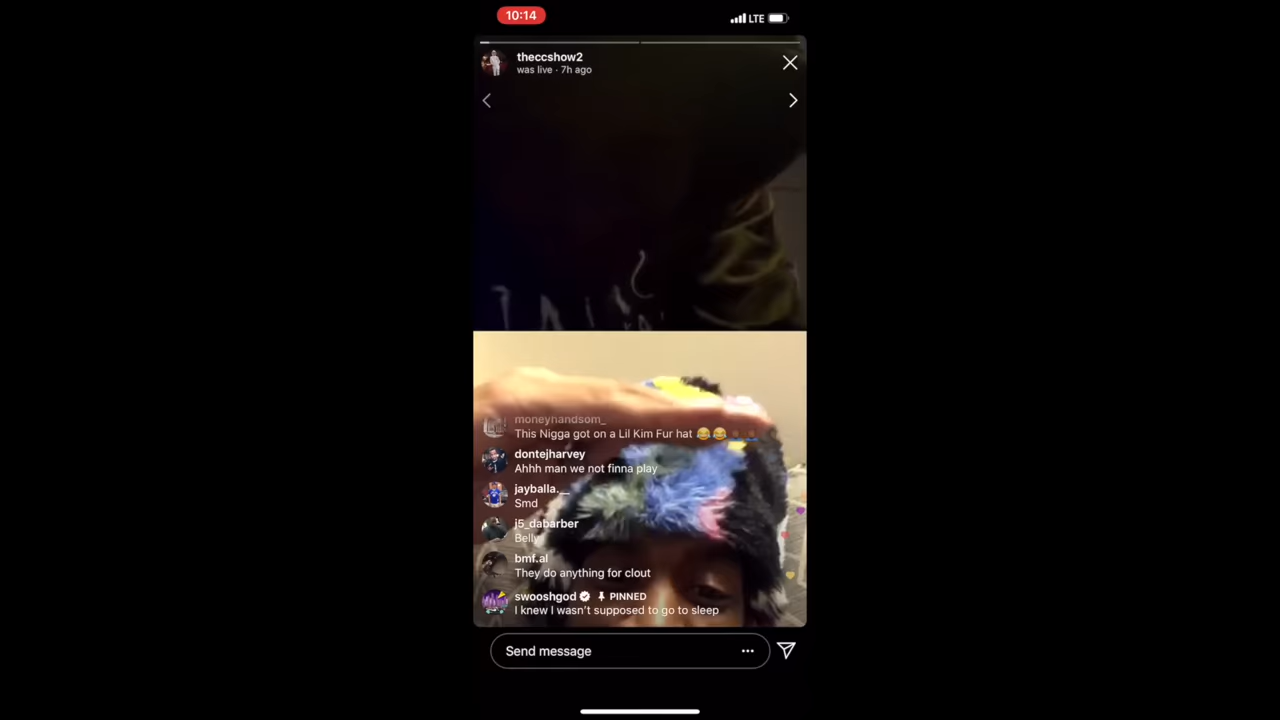 10:14
LTE
theccshow2
was live · 7h ago
moneyhandsom_
This Nigga got on a Lil Kim Fur hat 😂😂
dontejharvey
Ahhh man we not finna play
jayballa.__
Smd
j5_dabarber
Belly
bmf.al
They do anything for clout
swooshgod PINNED
I knew I wasn't supposed to go to sleep
Send message